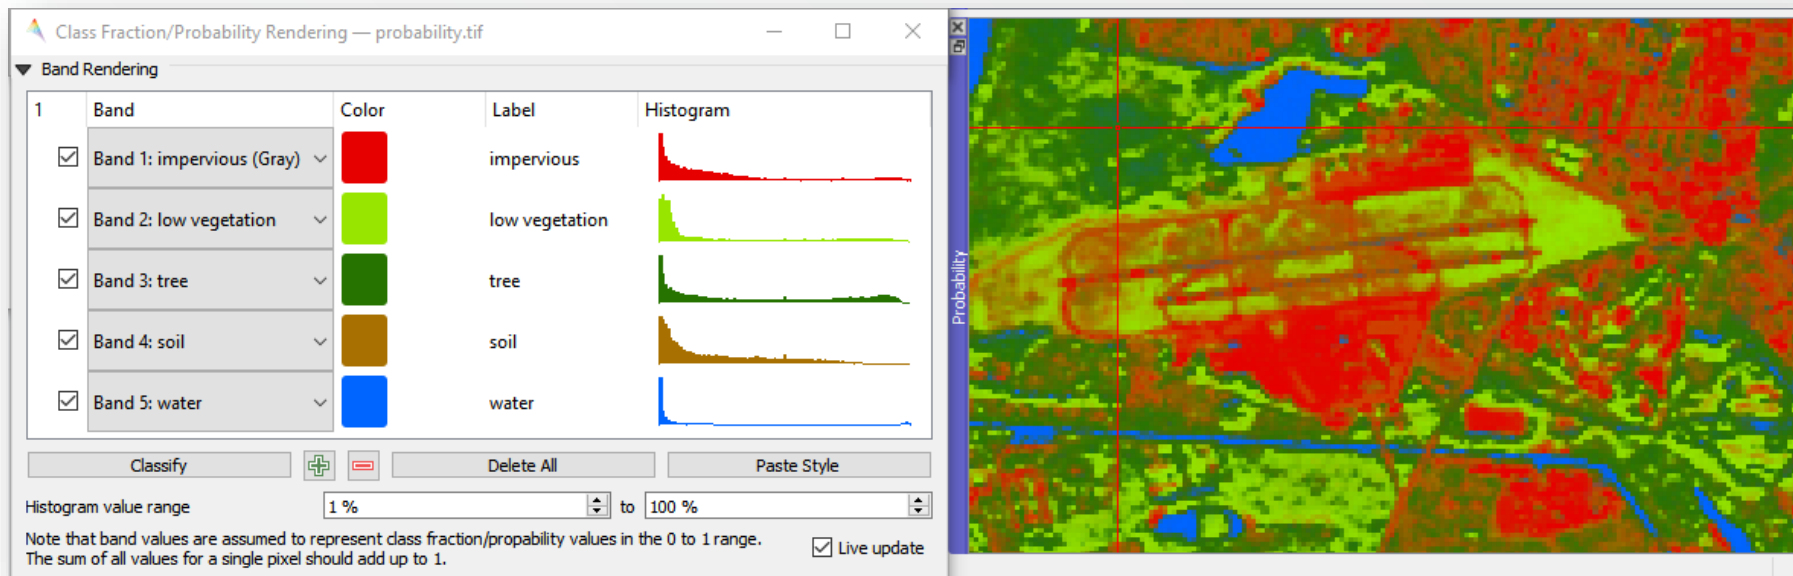 Class Fraction/Probability Rendering — probability.tif
Band Rendering
1 Band Color Label Histogram
Band 1: impervious (Gray) impervious
Band 2: low vegetation low vegetation
Band 3: tree tree
Band 4: soil soil
Band 5: water water
Classify Delete All Paste Style
Histogram value range 1 % to 100 %
Note that band values are assumed to represent class fraction/propability values in the 0 to 1 range.
The sum of all values for a single pixel should add up to 1.
Live update
Probability